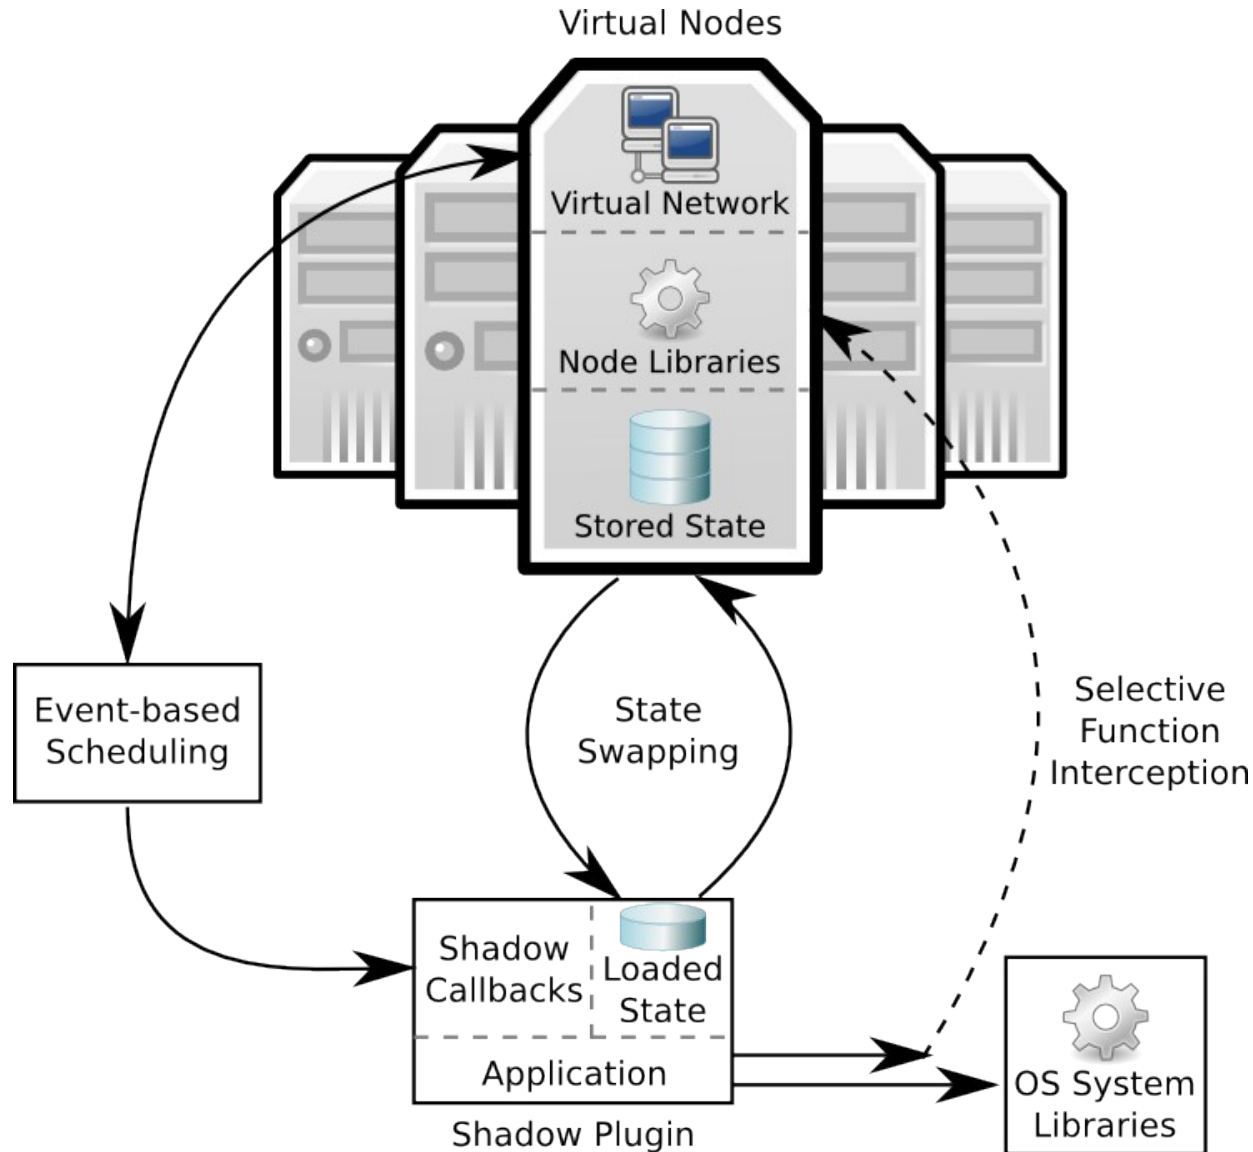 Virtual Nodes
Virtual Network
Node Libraries
Stored State
Event-based
Scheduling
State
Swapping
Selective
Function
Interception
Shadow
Callbacks
Loaded
State
Application
Shadow Plugin
OS System
Libraries